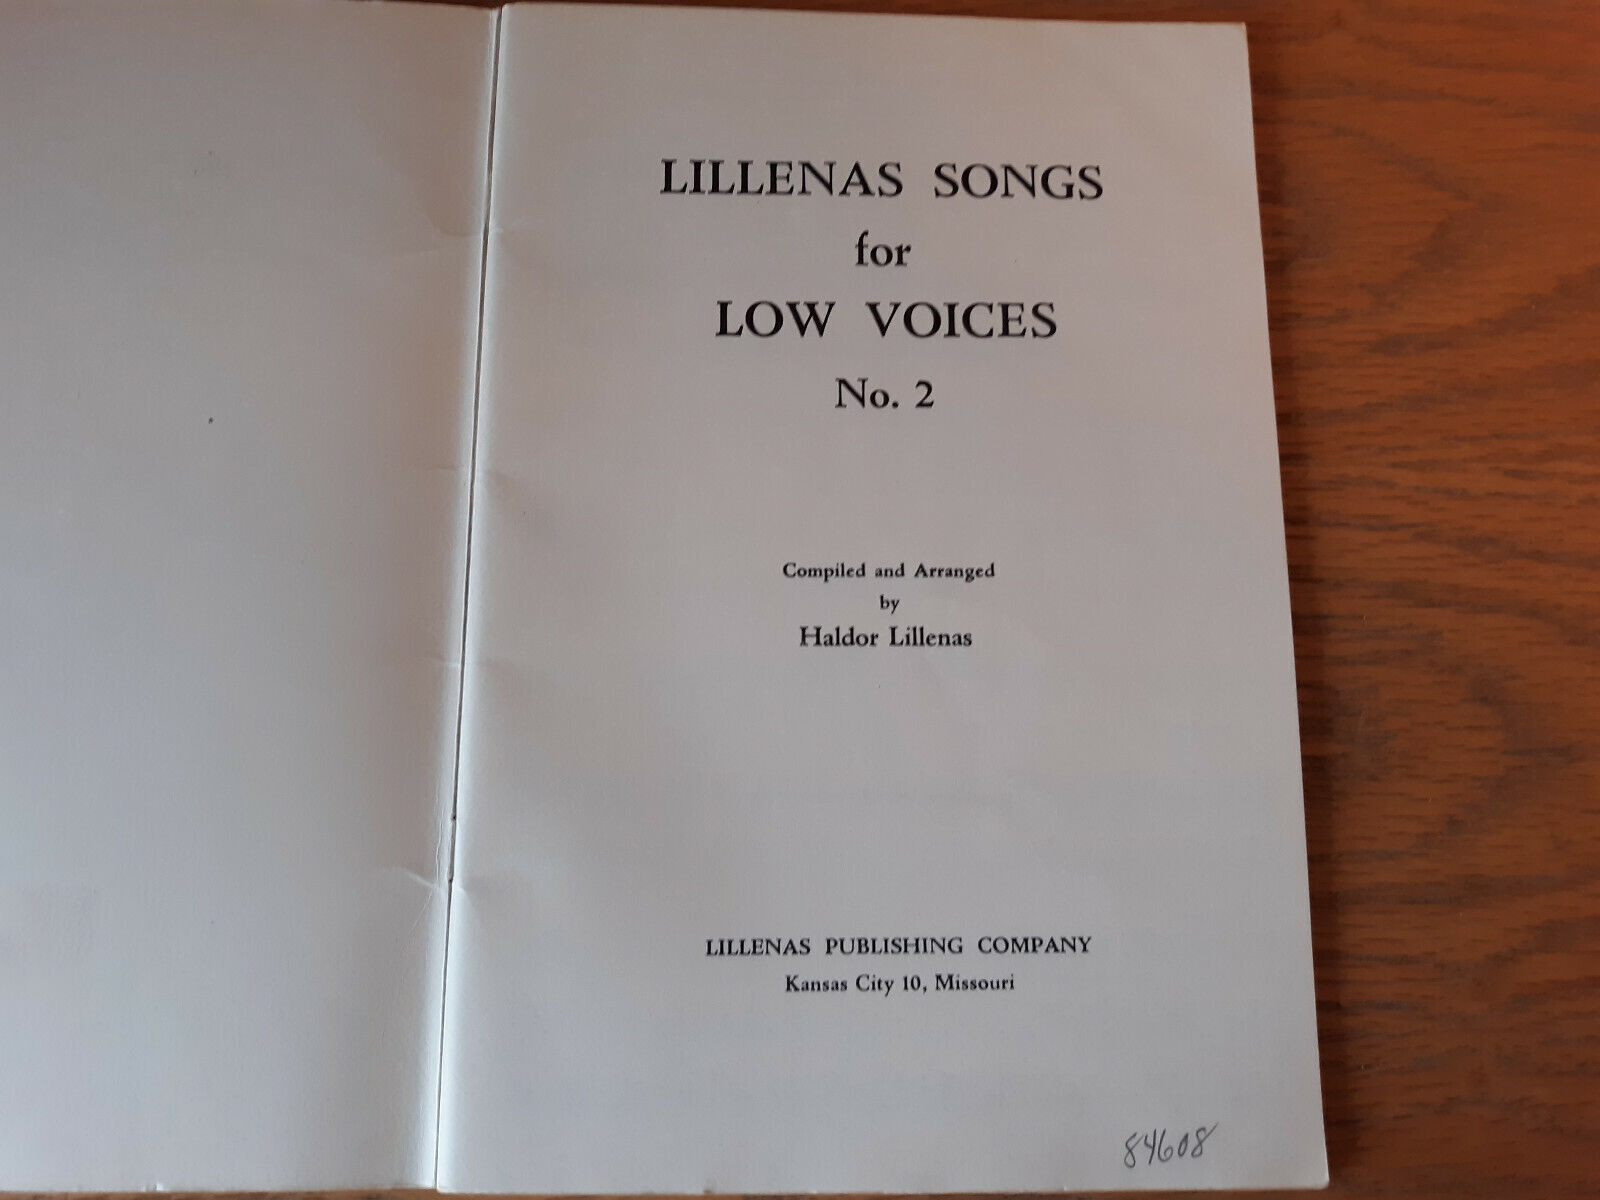 LILLENAS SONGS
for
LOW VOICES
No. 2
Compiled and Arranged
by
Haldor Lillenas
LILLENAS PUBLISHING COMPANY
Kansas City 10, Missouri
84608